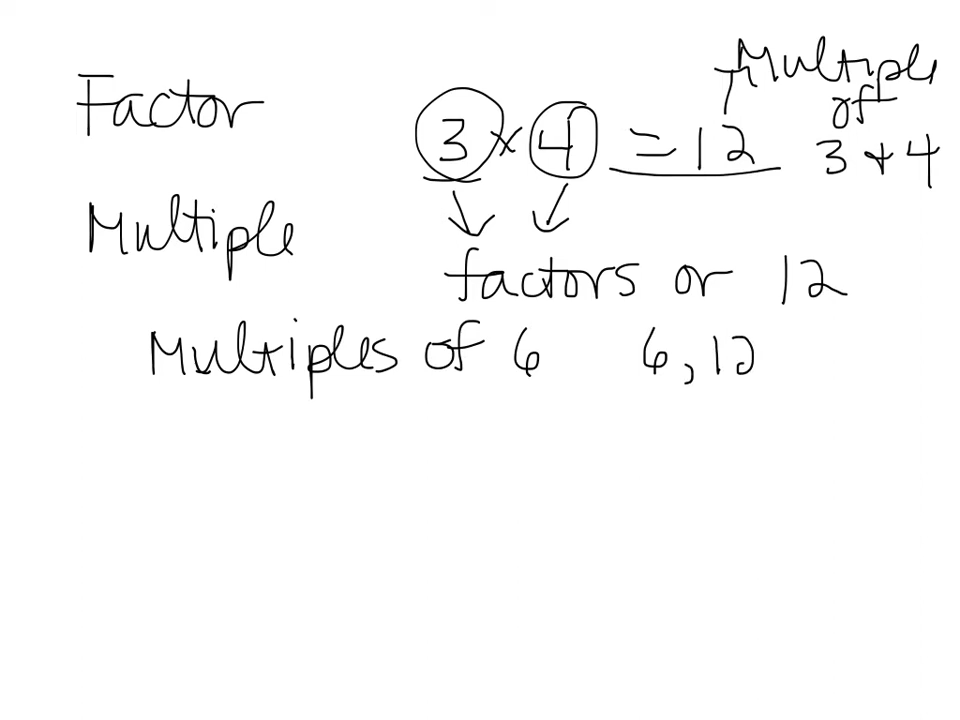 Factor
3 × 4 = 12
Multiple
of
3 + 4
Multiple
factors or 12
Multiples of 6 6, 12